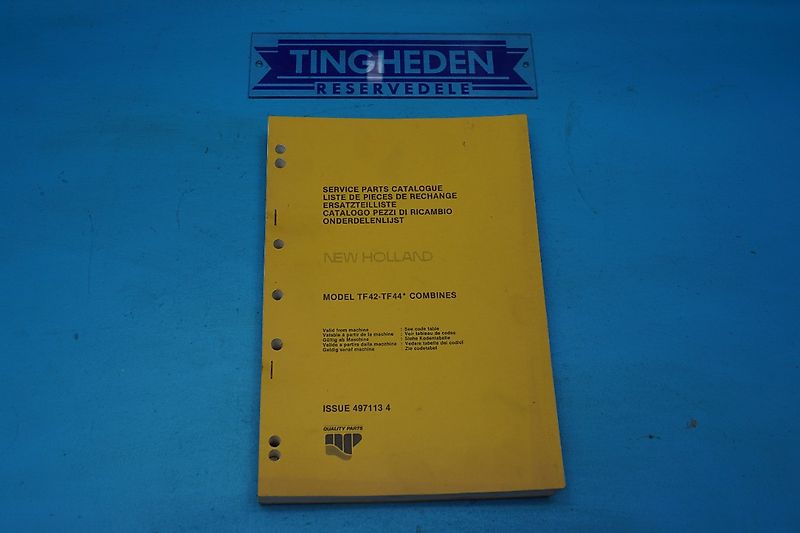 TINGHEDEN
RESERVEDELE
SERVICE PARTS CATALOGUE
LISTE DE PIECES DE RECHANGE
ERSATZTEILLISTE
CATALOGO PEZZI DI RICAMBIO
ONDERDELENLIJST
NEW HOLLAND
MODEL TF42-TF44* COMBINES
Valid from machine : See code table
Valable à partir de la machine : Voir tableau de codes
Gültig ab Maschine : Siehe Kodentabelle
Valido a partire dalla macchina : Vedere tabella dei codici
Geldig vanaf machine : Zie codetabel
ISSUE 497113 4
QUALITY PARTS